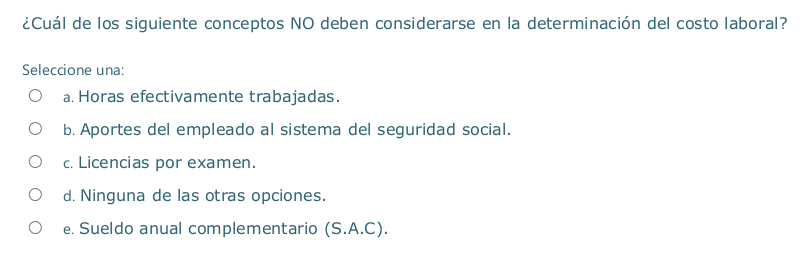 ¿Cuál de los siguiente conceptos NO deben considerarse en la determinación del costo laboral?
Seleccione una:
a. Horas efectivamente trabajadas.
b. Aportes del empleado al sistema del seguridad social.
c. Licencias por examen.
d. Ninguna de las otras opciones.
e. Sueldo anual complementario (S.A.C).